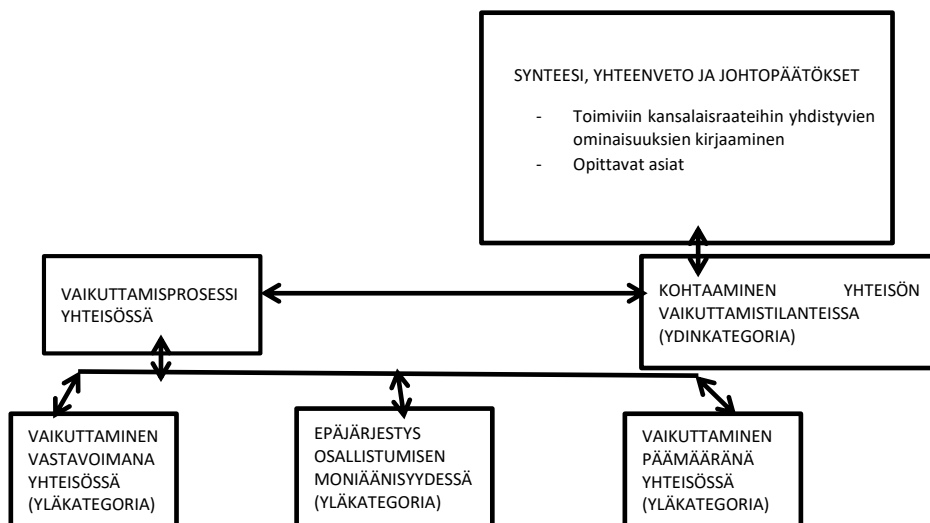 SYNTEESI, YHTEENVETO JA JOHTOPÄÄTÖKSET
- Toimiviin kansalaisraateihin yhdistyvien
ominaisuuksien kirjaaminen
- Opittavat asiat
VAIKUTTAMISPROSESSI
YHTEISÖSSÄ
KOHTAAMINEN YHTEISÖN
VAIKUTTAMISTILANTEISSA
(YDINKATEGORIA)
VAIKUTTAMINEN
VASTAVOIMANA
YHTEISÖSSÄ
(YLÄKATEGORIA)
EPÄJÄRJESTYS
OSALLISTUMISEN
MONIÄÄNISYYDESSÄ
(YLÄKATEGORIA)
VAIKUTTAMINEN
PÄÄMÄÄRÄNÄ
YHTEISÖSSÄ
(YLÄKATEGORIA)